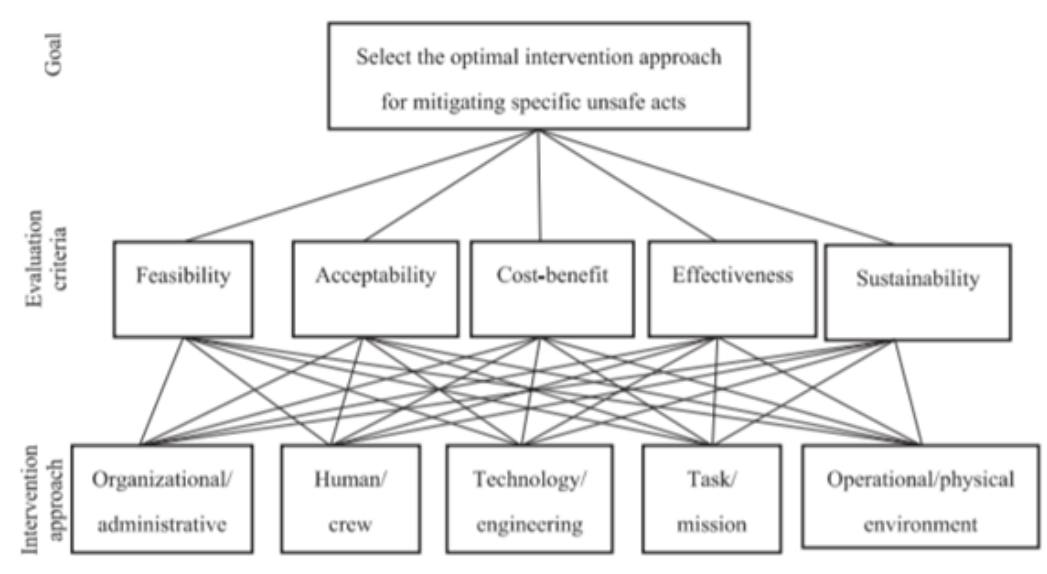 Goal
Select the optimal intervention approach
for mitigating specific unsafe acts
Evaluation
criteria
Feasibility
Acceptability
Cost-benefit
Effectiveness
Sustainability
Intervention
approach
Organizational/
administrative
Human/
crew
Technology/
engineering
Task/
mission
Operational/physical
environment